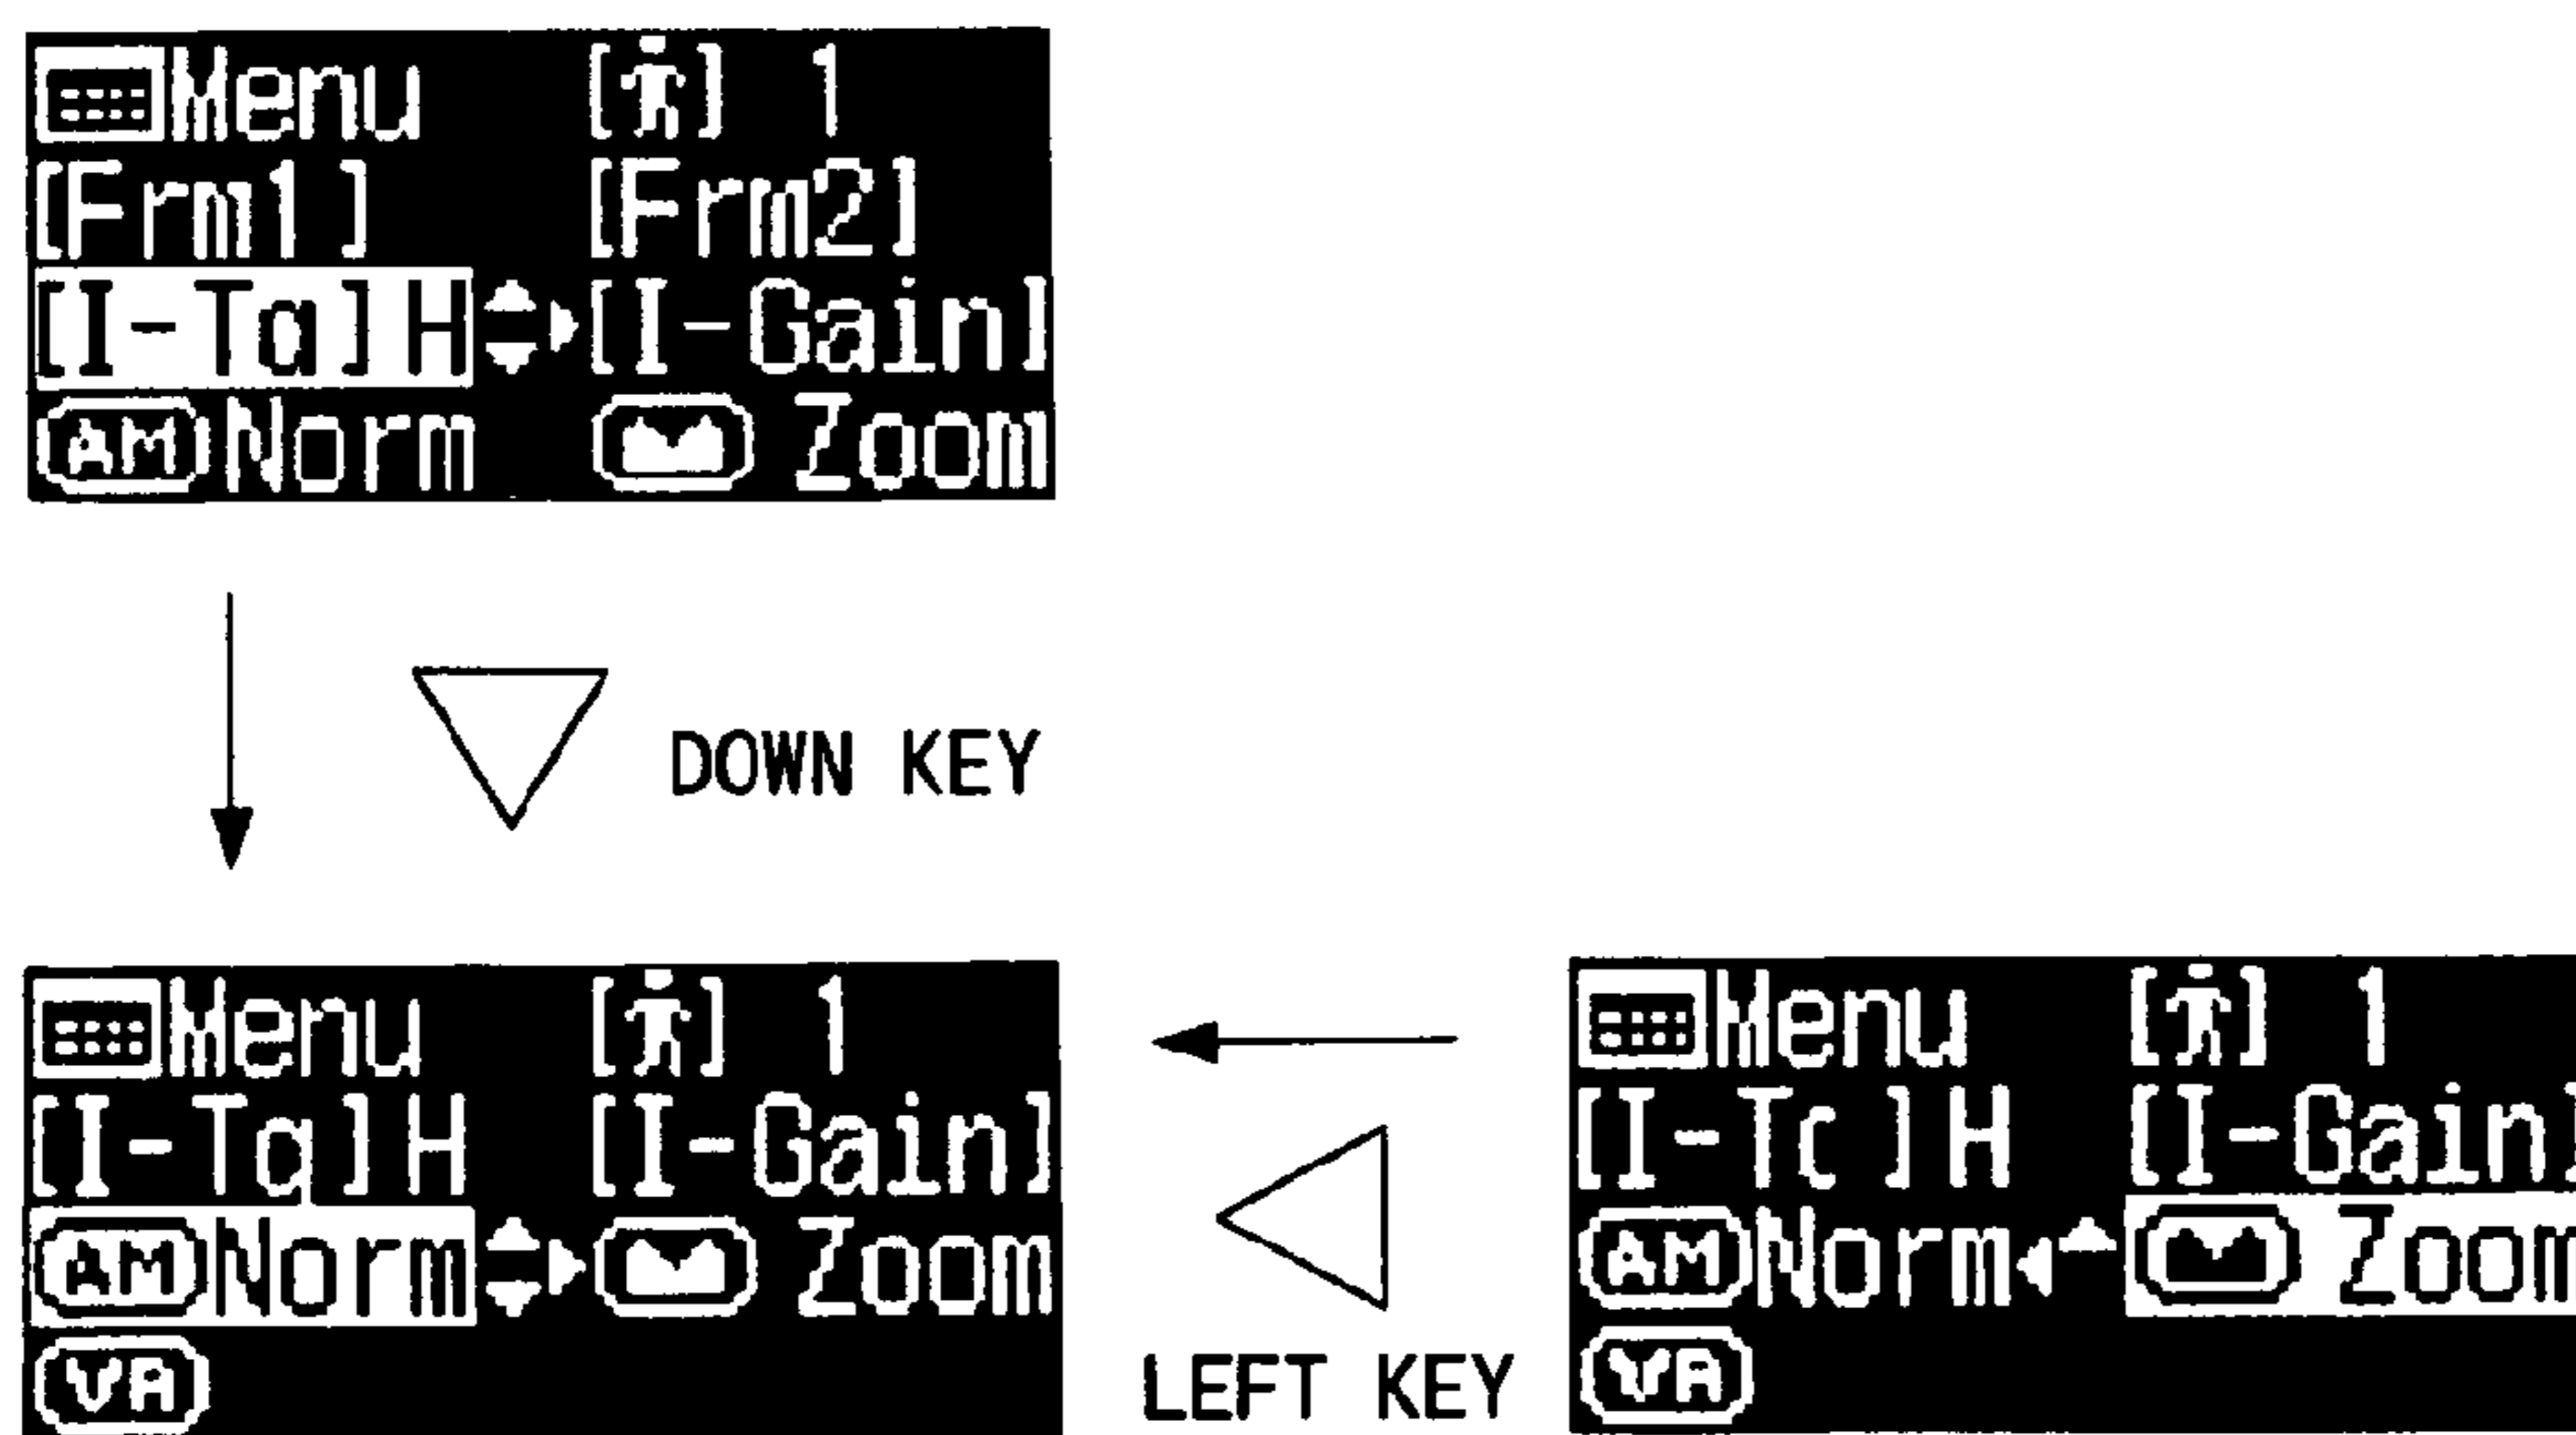 Menu [ ] 1
[Frm1 ] [Frm2]
[I-Ta] H [I-Gain]
AM Norm Zoom
DOWN KEY
Menu [ ] 1
[I-Tq] H [I-Gain]
AM Norm Zoom
VA
LEFT KEY
Menu [ ] 1
[I-Tc ] H [I-Gain]
AM Norm Zoom
VA